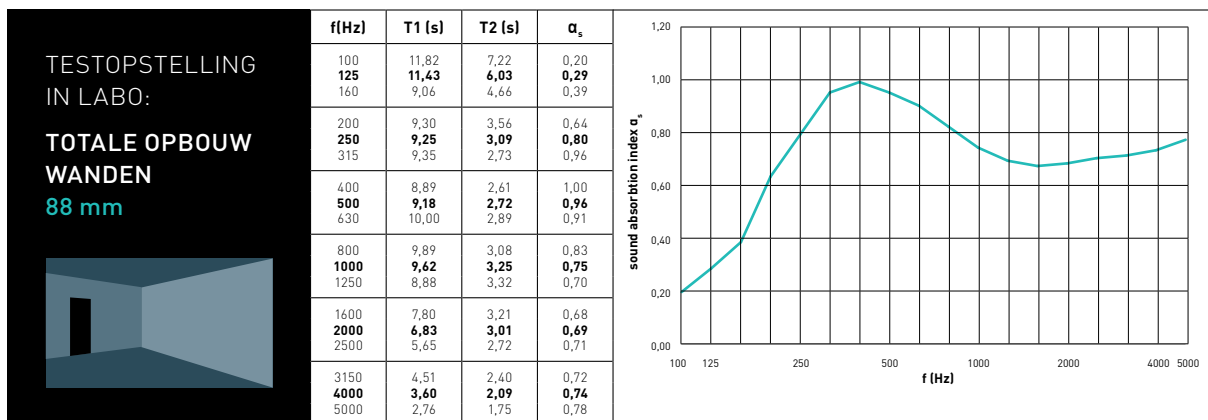 TESTOPSTELLING
IN LABO:
TOTALE OPBOUW
WANDEN
88 mm
f(Hz) T1 (s) T2 (s) αs
100 11,82 7,22 0,20
125 11,43 6,03 0,29
160 9,06 4,66 0,39
200 9,30 3,56 0,64
250 9,25 3,09 0,80
315 9,35 2,73 0,96
400 8,89 2,61 1,00
500 9,18 2,72 0,96
630 10,00 2,89 0,91
800 9,89 3,08 0,83
1000 9,62 3,25 0,75
1250 8,88 3,32 0,70
1600 7,80 3,21 0,68
2000 6,83 3,01 0,69
2500 5,65 2,72 0,71
3150 4,51 2,40 0,72
4000 3,60 2,09 0,74
5000 2,76 1,75 0,78
sound absorbtion index αs
1,20
1,00
0,80
0,60
0,40
0,20
0,00
100 125 250 500 1000 2000 4000 5000
f (Hz)